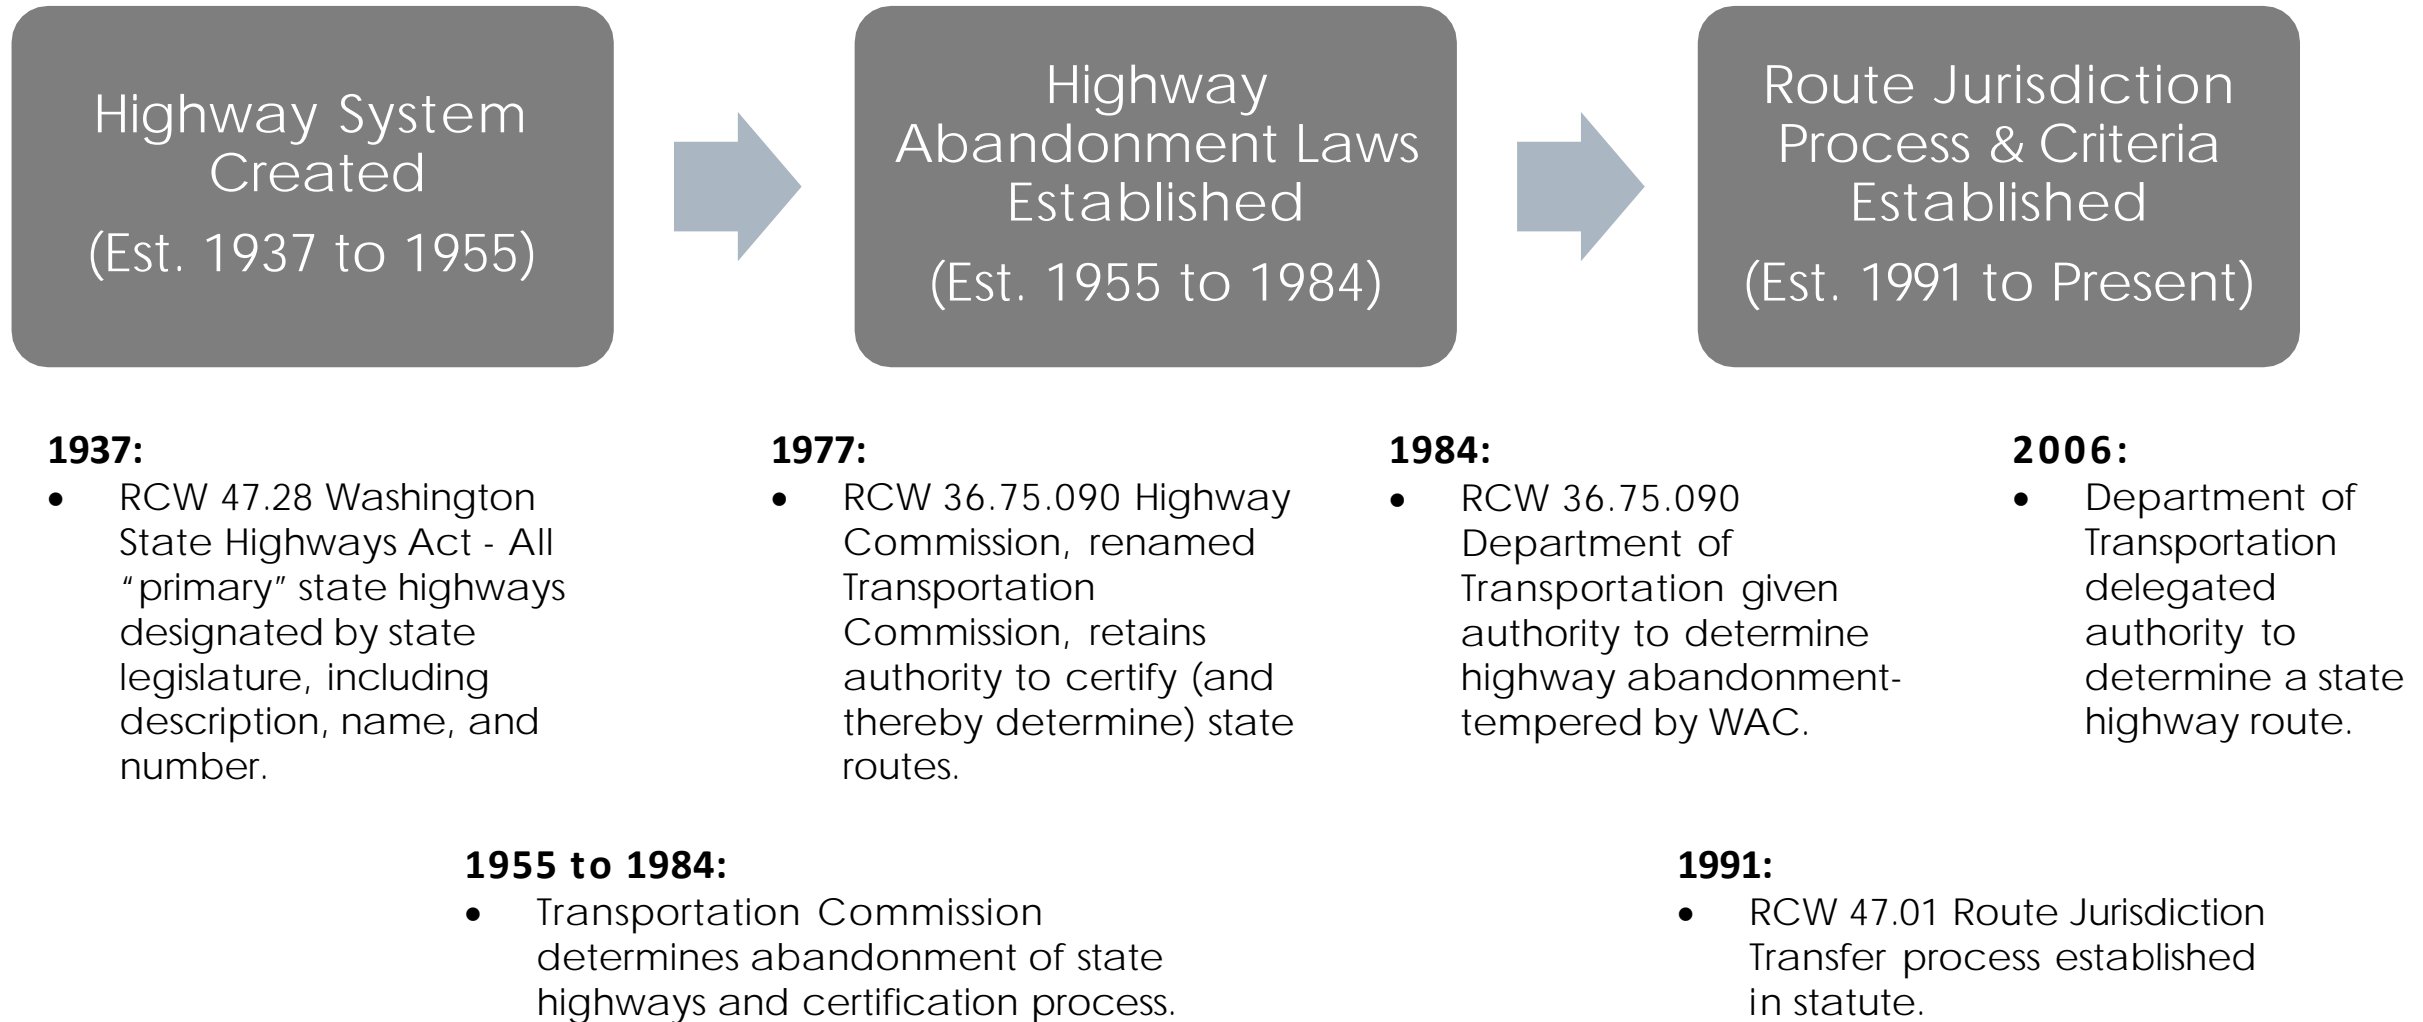 Highway System
Created
(Est. 1937 to 1955)
Highway
Abandonment Laws
Established
(Est. 1955 to 1984)
Route Jurisdiction
Process & Criteria
Established
(Est. 1991 to Present)
1937:
• RCW 47.28 Washington
State Highways Act - All
“primary” state highways
designated by state
legislature, including
description, name, and
number.
1977:
• RCW 36.75.090 Highway
Commission, renamed
Transportation
Commission, retains
authority to certify (and
thereby determine) state
routes.
1984:
• RCW 36.75.090
Department of
Transportation given
authority to determine
highway abandonment-
tempered by WAC.
2006:
• Department of
Transportation
delegated
authority to
determine a state
highway route.
1955 to 1984:
• Transportation Commission
determines abandonment of state
highways and certification process.
1991:
• RCW 47.01 Route Jurisdiction
Transfer process established
in statute.